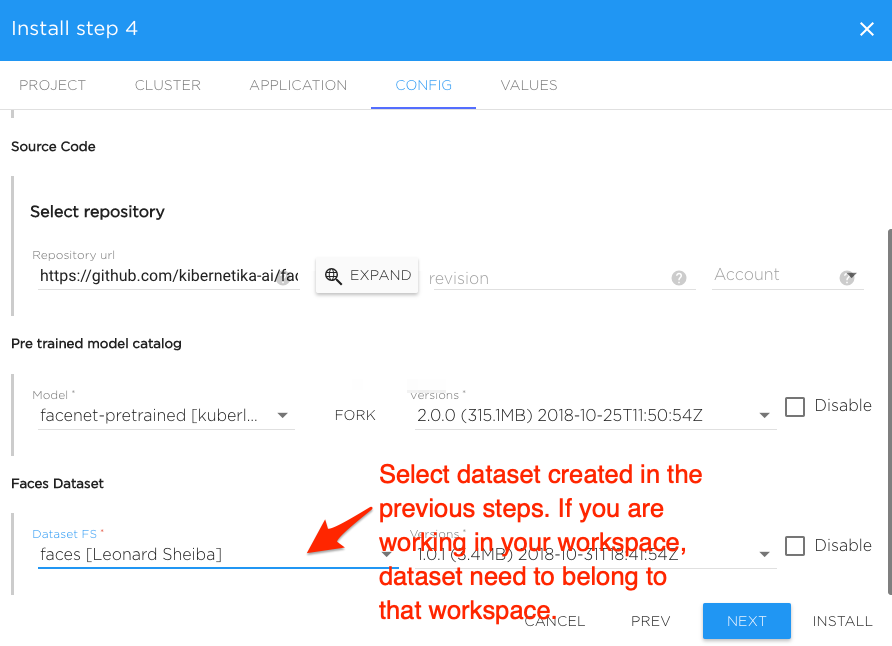 Install step 4
PROJECT CLUSTER APPLICATION CONFIG VALUES
Source Code
Select repository
Repository url
https://github.com/kibernetika-ai/fac EXPAND revision Account
Pre trained model catalog
Model * versions *
facenet-pretrained [kuberl... FORK 2.0.0 (315.1MB) 2018-10-25T11:50:54Z Disable
Faces Dataset
Select dataset created in the
previous steps. If you are
working in your workspace,
dataset need to belong to
that workspace.
Dataset FS * Versions *
faces [Leonard Sheiba] 1.0.1 (3.4MB) 2018-10-31T18:41:54Z Disable
CANCEL PREV NEXT INSTALL